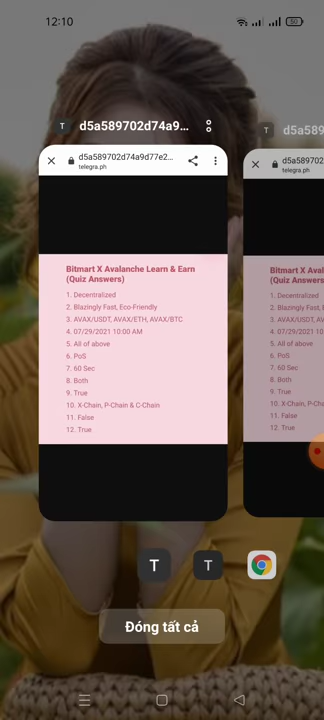 12:10
50
T d5a589702d74a9...
T d5a589
d5a589702d74a9d77e2...
telegra.ph
d5a589702
telegra.ph
Bitmart X Avalanche Learn & Earn
(Quiz Answers)
1. Decentralized
2. Blazingly Fast, Eco-Friendly
3. AVAX/USDT, AVAX/ETH, AVAX/BTC
4. 07/29/2021 10:00 AM
5. All of above
6. PoS
7. 60 Sec
8. Both
9. True
10. X-Chain, P-Chain & C-Chain
11. False
12. True
Bitmart X Aval
(Quiz Answers
1. Decentralized
2. Blazingly Fast, E
3. AVAX/USDT, AV
4. 07/29/2021 10:0
5. All of above
6. PoS
7. 60 Sec
8. Both
9. True
10. X-Chain, P-Cha
11. False
12. True
T
T
Đóng tất cả